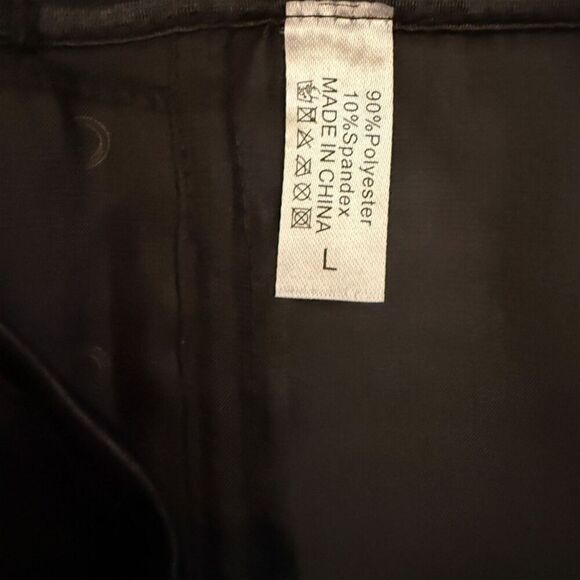 90%Polyester
10%Spandex
MADE IN CHINA
L